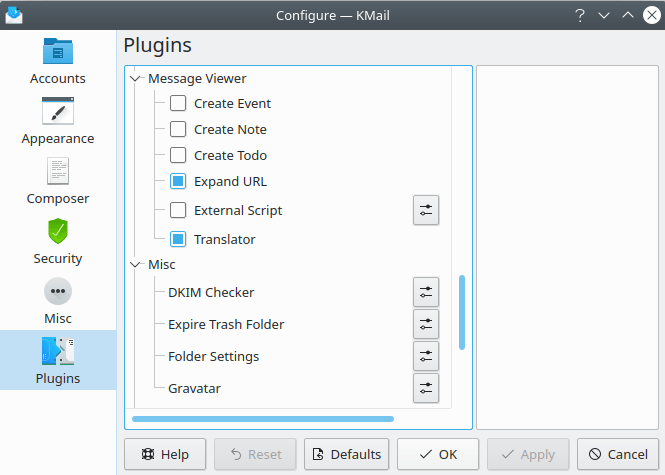 Configure — KMail
Plugins
Accounts
Appearance
Composer
Security
Misc
Plugins
Message Viewer
Create Event
Create Note
Create Todo
Expand URL
External Script
Translator
Misc
DKIM Checker
Expire Trash Folder
Folder Settings
Gravatar
Help
Reset
Defaults
OK
Apply
Cancel